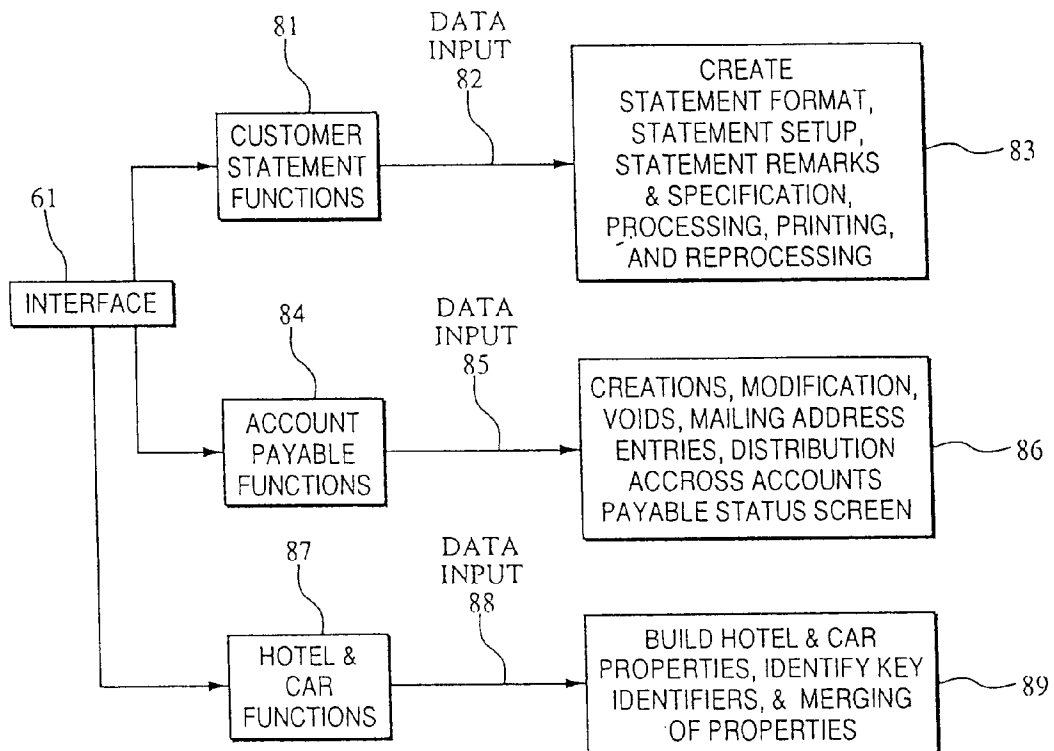 81
DATA
INPUT
82
CUSTOMER
STATEMENT
FUNCTIONS
CREATE
STATEMENT FORMAT,
STATEMENT SETUP,
STATEMENT REMARKS
& SPECIFICATION,
PROCESSING, PRINTING,
AND REPROCESSING
83
61
INTERFACE
84
DATA
INPUT
85
ACCOUNT
PAYABLE
FUNCTIONS
CREATIONS, MODIFICATION,
VOIDS, MAILING ADDRESS
ENTRIES, DISTRIBUTION
ACCROSS ACCOUNTS
PAYABLE STATUS SCREEN
86
87
DATA
INPUT
88
HOTEL &
CAR
FUNCTIONS
BUILD HOTEL & CAR
PROPERTIES, IDENTIFY KEY
IDENTIFIERS, & MERGING
OF PROPERTIES
89